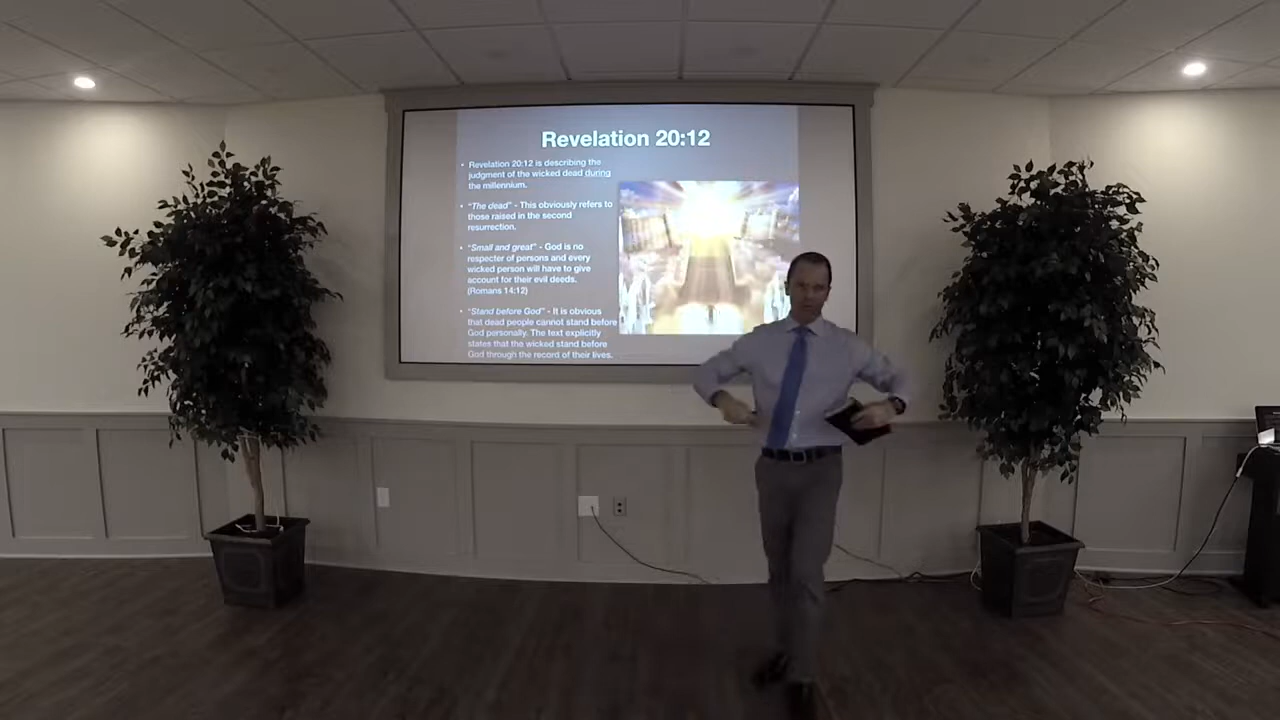 Revelation 20:12
• Revelation 20:12 is describing the
judgment of the wicked dead during
the millennium.
• "The dead" - This obviously refers to
those raised in the second
resurrection.
• "Small and great" - God is no
respecter of persons and every
wicked person will have to give
account for their evil deeds.
(Romans 14:12)
• "Stand before God" - It is obvious
that dead people cannot stand before
God personally. The text explicitly
states that the wicked stand before
God through the record of their lives.